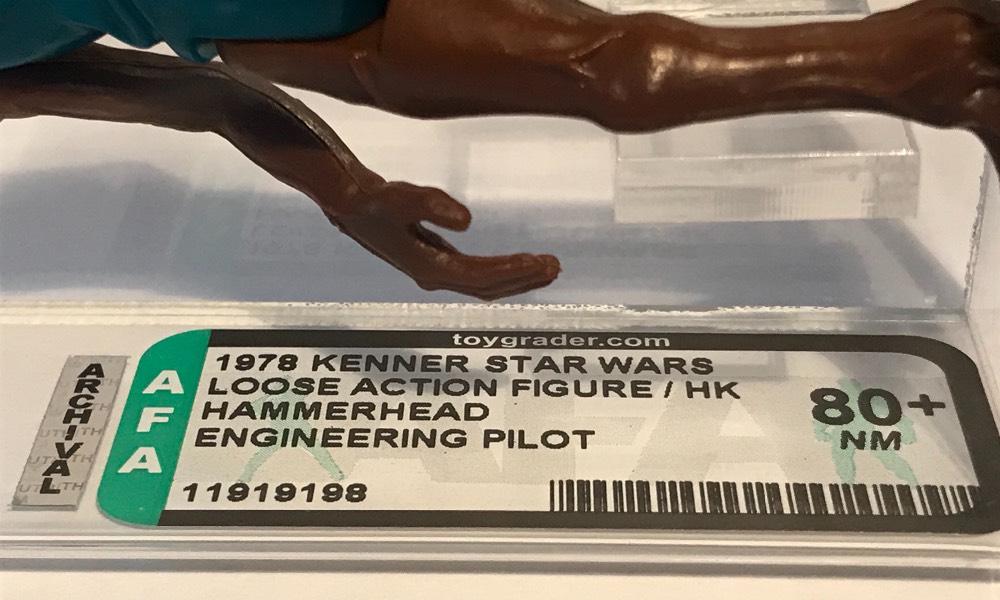 toygrader.com
ARCHIVAL
AFA
1978 KENNER STAR WARS
LOOSE ACTION FIGURE / HK
HAMMERHEAD
ENGINEERING PILOT
80+
NM
11919198